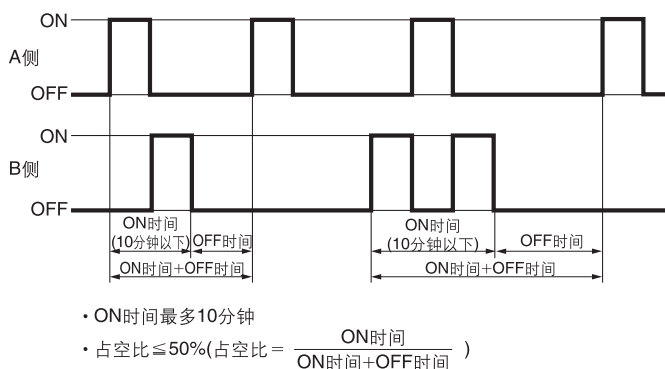 ON
A侧
OFF
ON
B侧
OFF
ON时间
(10分钟以下)
OFF时间
ON时间+OFF时间
ON时间
(10分钟以下)
OFF时间
ON时间+OFF时间
・ON时间最多10分钟
・占空比≦50%(占空比= ON时间 )
ON时间+OFF时间